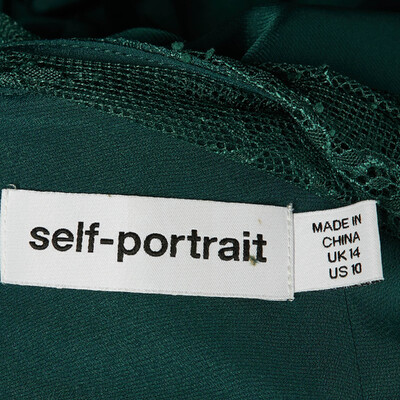 self-portrait
MADE IN
CHINA
UK 14
US 10